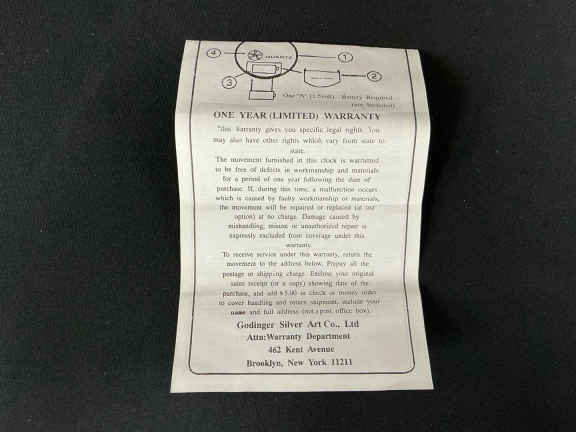 4
QUARTZ
1
3
2
One "N" (1.5volt) Battery Required
(not Included)
ONE YEAR (LIMITED) WARRANTY
This warranty gives you specific legal rights. You
may also have other rights which vary from state to
state.
The movement furnished in this clock is warranted
to be free of defects in workmanship and materials
for a period of one year following the date of
purchase. If, during this time, a malfunction occurs
which is caused by faulty workmanship or materials,
the movement will be repaired or replaced (at our
option) at no charge. Damage caused by
mishandling, misuse or unauthorized repair is
expressly excluded from coverage under this
warranty.
To receive service under this warranty, return the
movement to the address below. Prepay all the
postage or shipping charge. Enclose your original
sales receipt (or a copy) showing date of the
purchase, and add $5.00 in check or money order
to cover handling and return shipment, include your
name and full address (not a post office box).
Godinger Silver Art Co., Ltd
Attn:Warranty Department
462 Kent Avenue
Brooklyn, New York 11211